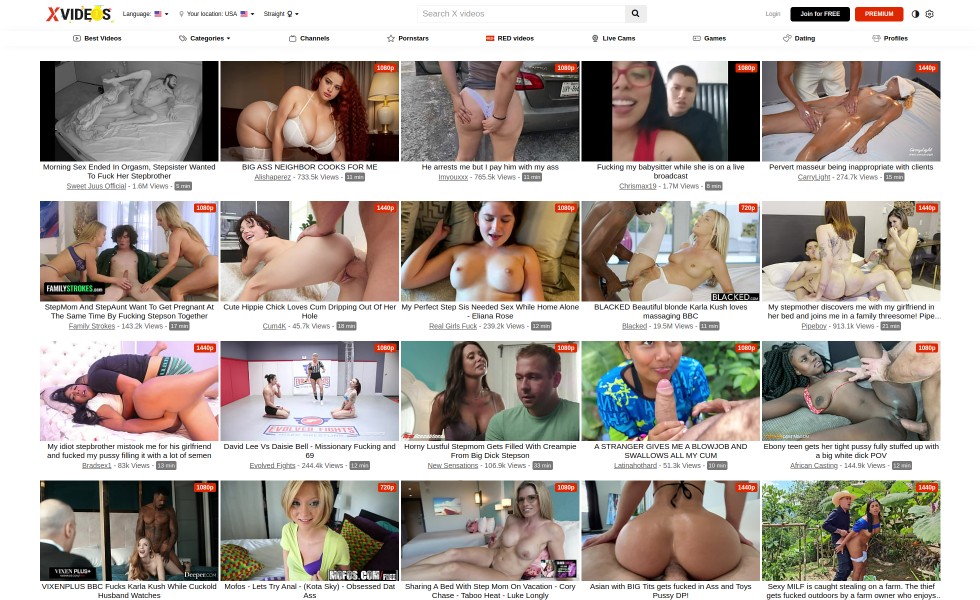 XVIDEOS
Language:
Your location: USA
Straight
Search X videos
Login
Join for FREE
PREMIUM
Best Videos
Categories
Channels
Pornstars
RED videos
Live Cams
Games
Dating
Profiles
1080p
1080p
1440p
Morning Sex Ended In Orgasm, Stepsister Wanted
To Fuck Her Stepbrother
Sweet Juus Official - 1.6M Views - 5 min
BIG ASS NEIGHBOR COOKS FOR ME
Alishaperez - 733.5k Views - 11 min
He arrests me but I pay him with my ass
Imyouxxx - 765.5k Views - 11 min
Fucking my babysitter while she is on a live
broadcast
Chrismax19 - 1.7M Views - 8 min
Pervert masseur being inappropriate with clients
CarryLight - 274.7k Views - 15 min
1080p
1440p
1080p
720p
1440p
FAMILYSTROKES.com
BLACKED
StepMom And StepAunt Want To Get Pregnant At
The Same Time By Fucking Stepson Together
Family Strokes - 143.2k Views - 17 min
Cute Hippie Chick Loves Cum Dripping Out Of Her
Hole
Cum4K - 45.7k Views - 18 min
My Perfect Step Sis Needed Sex While Home Alone
- Eliana Rose
Real Girls Fuck - 239.2k Views - 12 min
BLACKED Beautiful blonde Karla Kush loves
massaging BBC
Blacked - 19.5M Views - 11 min
My stepmother discovers me with my girlfriend in
her bed and joins me in a family threesome! Pipe...
Pipeboy - 913.1k Views - 21 min
1440p
1080p
1080p
1080p
1080p
EVOLVED FIGHTS
My idiot stepbrother mistook me for his girlfriend
and fucked my pussy filling it with a lot of semen
Bradsex1 - 83k Views - 13 min
David Lee Vs Daisie Bell - Missionary Fucking and
69
Evolved Fights - 244.4k Views - 12 min
Horny Lustful Stepmom Gets Filled With Creampie
From Big Dick Stepson
New Sensations - 106.9k Views - 33 min
A STRANGER GIVES ME A BLOWJOB AND
SWALLOWS ALL MY CUM
Latinahothard - 51.3k Views - 10 min
Ebony teen gets her tight pussy fully stuffed up with
a big white dick POV
African Casting - 144.9k Views - 12 min
1080p
720p
1080p
1440p
1440p
VIXEN PLUS+
Deeper.com
MOFOS.COM
VIXENPLUS BBC Fucks Karla Kush While Cuckold
Husband Watches
Mofos - Lets Try Anal - (Kota Sky) - Obsessed Dat
Ass
Sharing A Bed With Step Mom On Vacation - Cory
Chase - Taboo Heat - Luke Longly
Asian with BIG Tits gets fucked in Ass and Toys
Pussy DP!
Sexy MILF is caught stealing on a farm. The thief
gets fucked outdoors by a farm owner who enjoys..